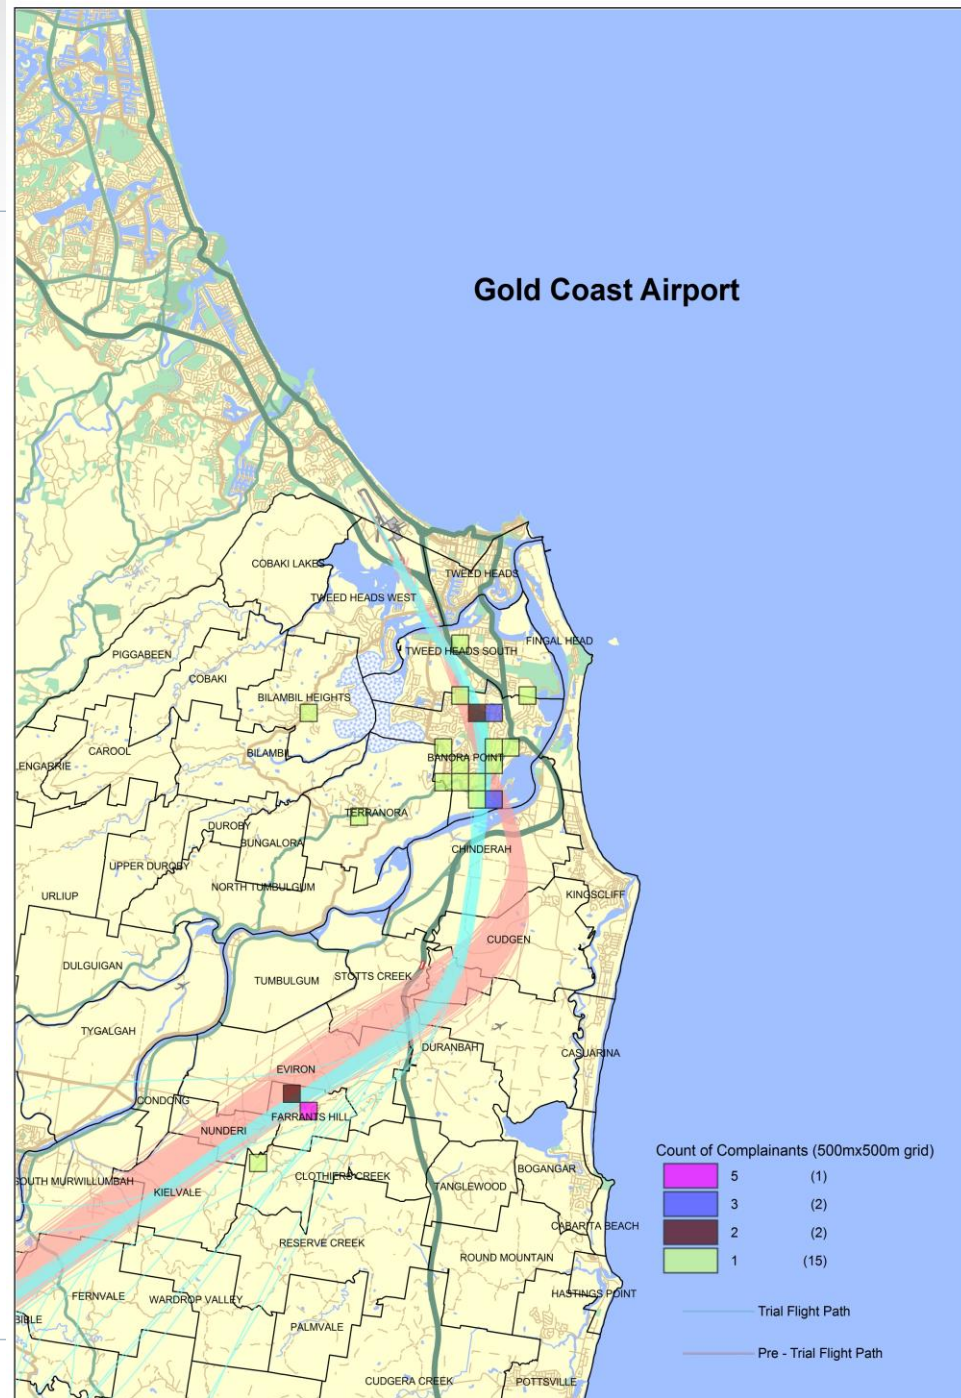 Gold Coast Airport
COBAKI LAKES
TWEED HEADS
TWEED HEADS WEST
FINGAL HEAD
TWEED HEADS SOUTH
PIGGABEEN
COBAKI
BILAMBIL HEIGHTS
CAROOL
BILAMBIL
BANORA POINT
LENGARRIE
TERRANORA
DUROBY
BUNGALORA
CHINDERAH
UPPER DUROBY
NORTH TUMBULGUM
URLIUP
KINGSCLIFF
CUDGEN
DULGUIGAN
STOTTS CREEK
TUMBULGUM
TYGALGAH
DURANBAH
CASUARINA
EVIRON
CONDONG
FARRANTS HILL
NUNDERI
BOGANGAR
CLOTHIERS CREEK
SOUTH MURWILLUMBAH
TANGLEWOOD
KIELVALE
CABARITA BEACH
RESERVE CREEK
ROUND MOUNTAIN
HASTINGS POINT
FERNVALE
WARDROP VALLEY
BIBLE
PALMVALE
CUDGERA CREEK
POTTSVILLE
Count of Complainants (500mx500m grid)
5 (1)
3 (2)
2 (2)
1 (15)
Trial Flight Path
Pre - Trial Flight Path